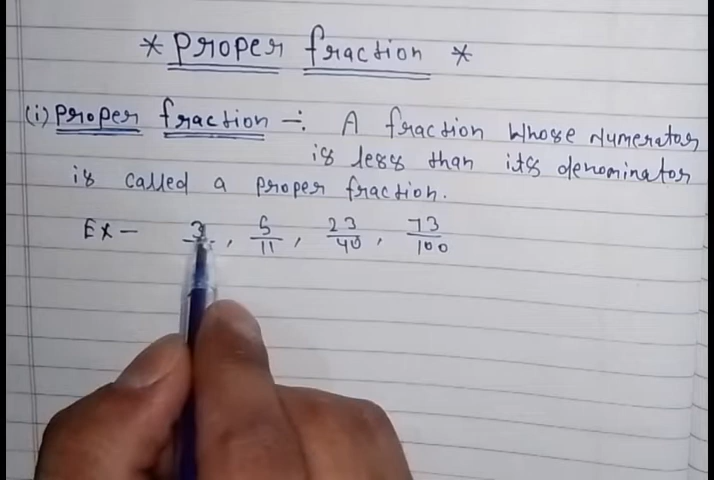 * Proper fraction *
(i) Proper fraction ÷ A fraction whose Numerator
is less than its denominator
is called a proper fraction.
Ex- 3/, 5/11, 23/40, 73/100